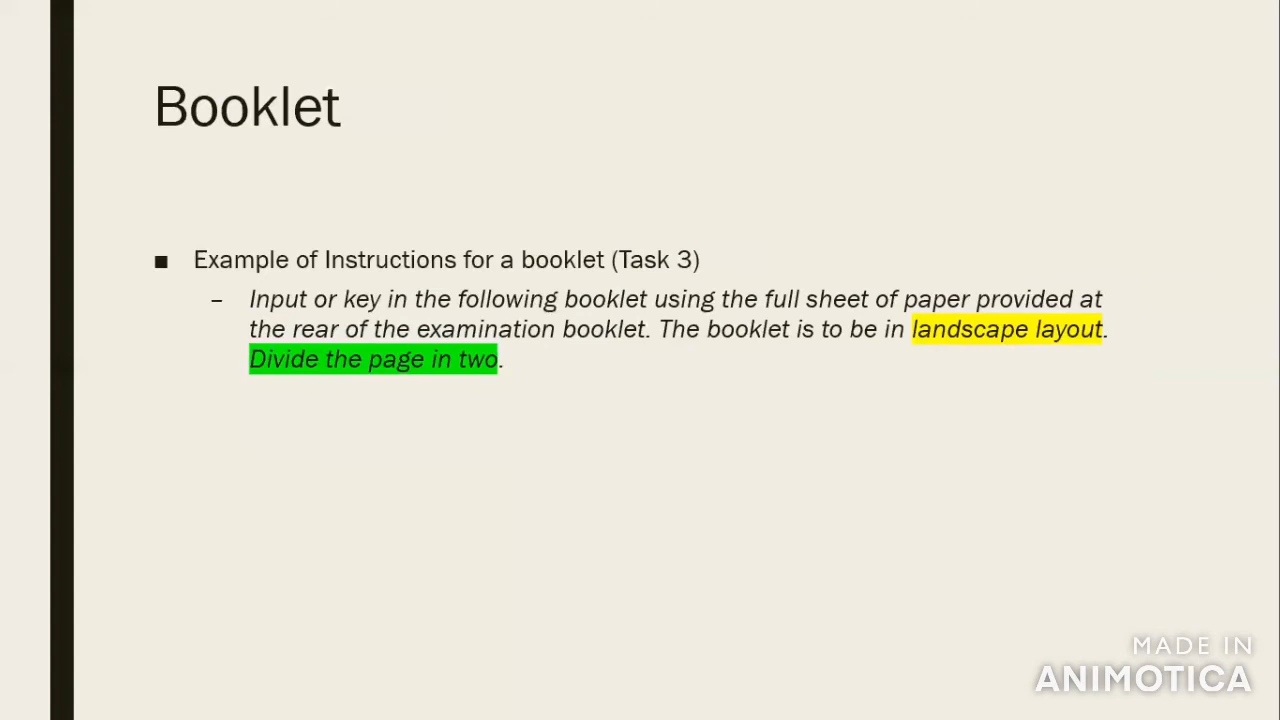 Booklet
■ Example of Instructions for a booklet (Task 3)
– Input or key in the following booklet using the full sheet of paper provided at
the rear of the examination booklet. The booklet is to be in landscape layout.
Divide the page in two.
MADE IN
ANIMOTICA